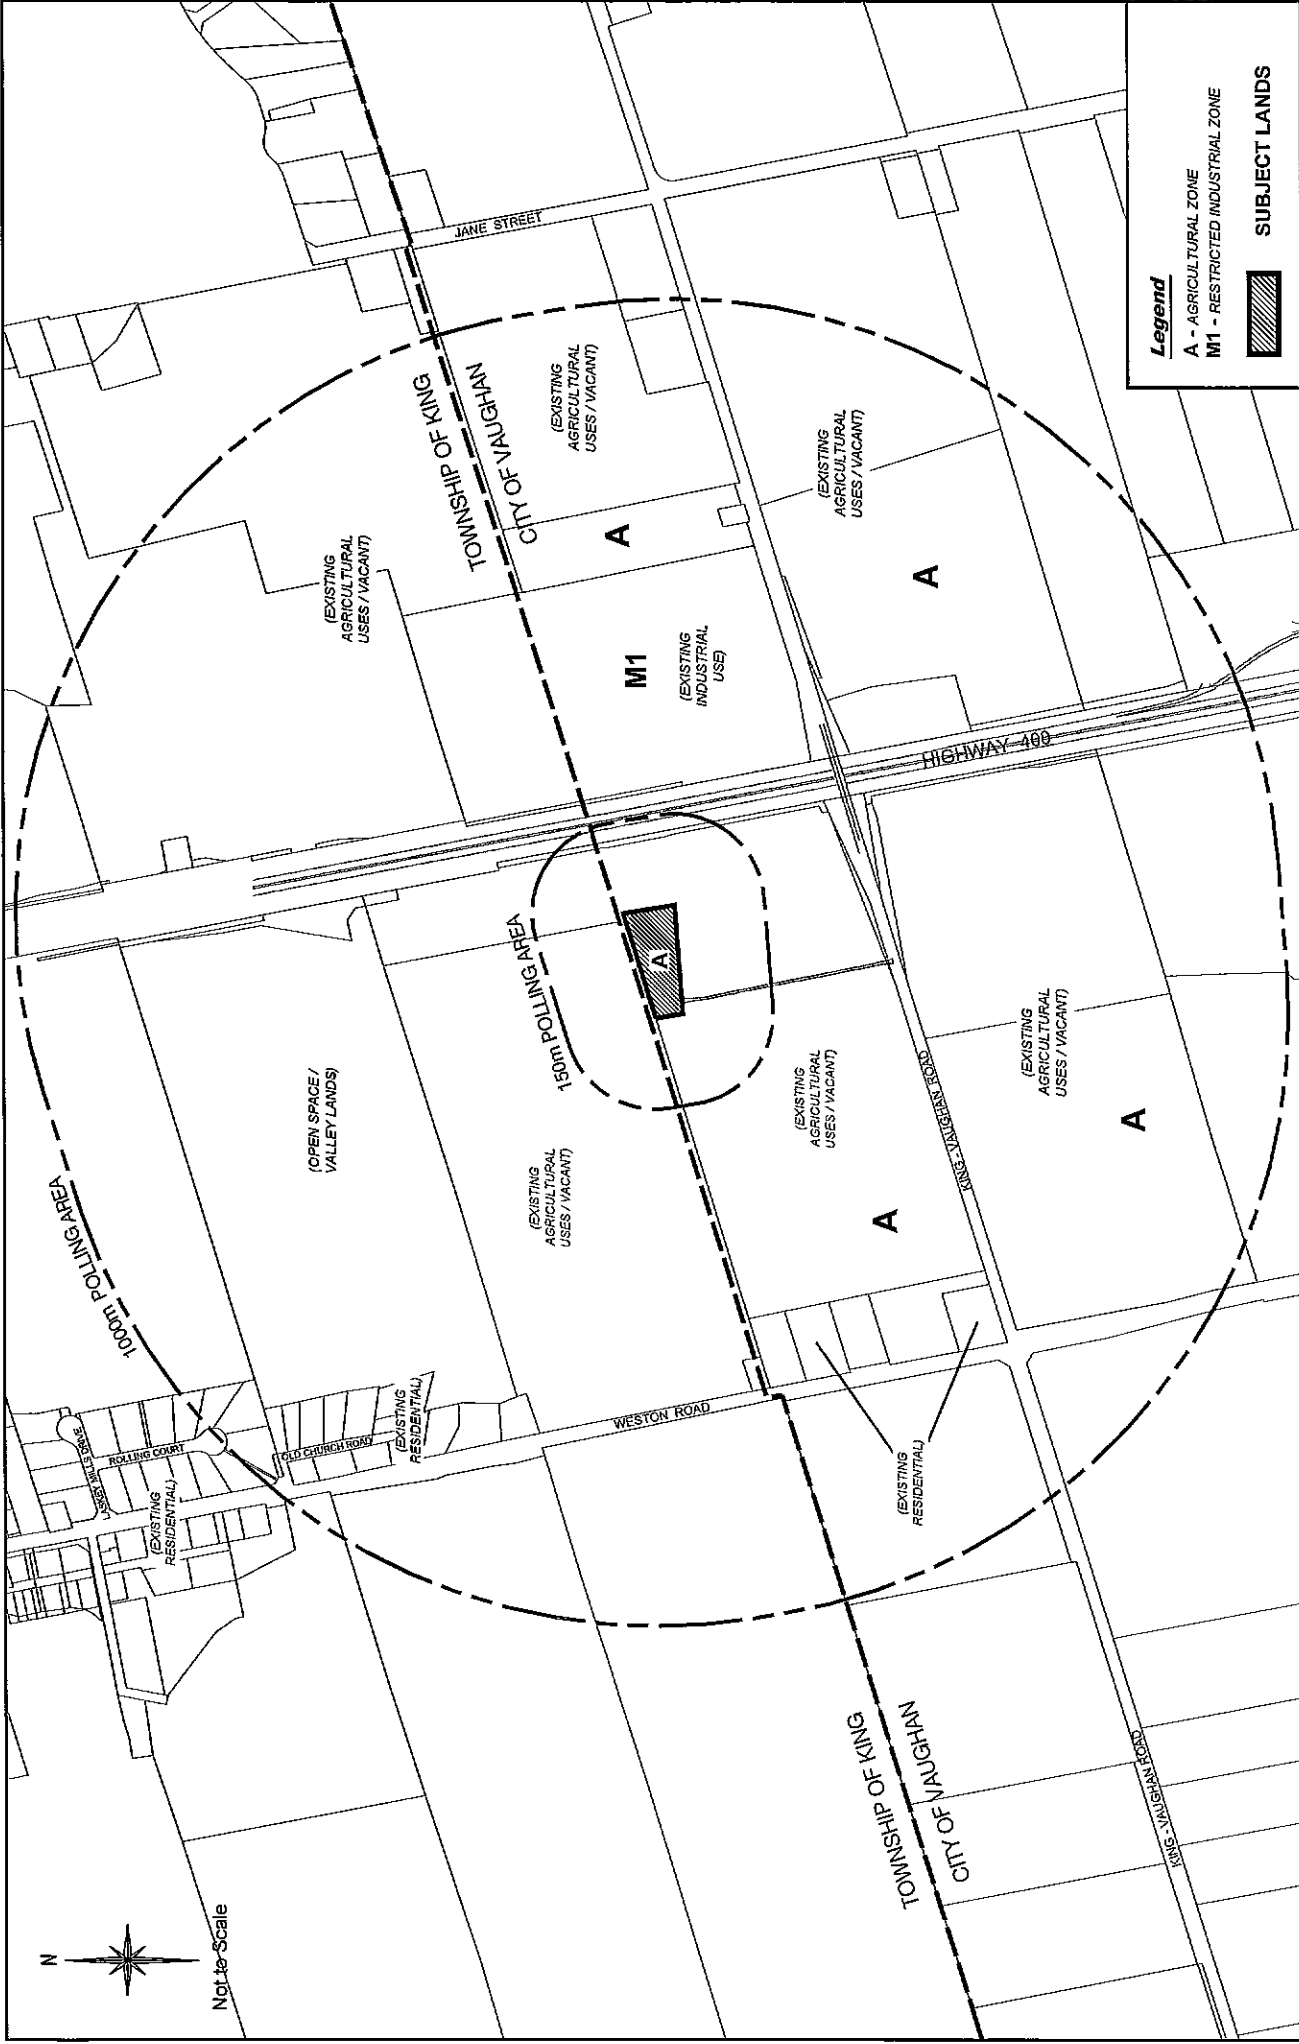 N
Not to Scale
ASKEY MILLS DRIVE
ROLLING COURT
(EXISTING
RESIDENTIAL)
OLD CHURCH ROAD
(EXISTING
RESIDENTIAL)
1000m POLLING AREA
(OPEN SPACE /
VALLEY LANDS)
(EXISTING
AGRICULTURAL
USES / VACANT)
TOWNSHIP OF KING
CITY OF VAUGHAN
JANE STREET
(EXISTING
AGRICULTURAL
USES / VACANT)
150m POLLING AREA
(EXISTING
AGRICULTURAL
USES / VACANT)
A
M1
(EXISTING
INDUSTRIAL
USE)
A
WESTON ROAD
(EXISTING
AGRICULTURAL
USES / VACANT)
A
(EXISTING
AGRICULTURAL
USES / VACANT)
A
HIGHWAY 400
KING - VAUGHAN ROAD
(EXISTING
RESIDENTIAL)
TOWNSHIP OF KING
CITY OF VAUGHAN
(EXISTING
AGRICULTURAL
USES / VACANT)
A
KING - VAUGHAN ROAD
Legend
A - AGRICULTURAL ZONE
M1 - RESTRICTED INDUSTRIAL ZONE
SUBJECT LANDS